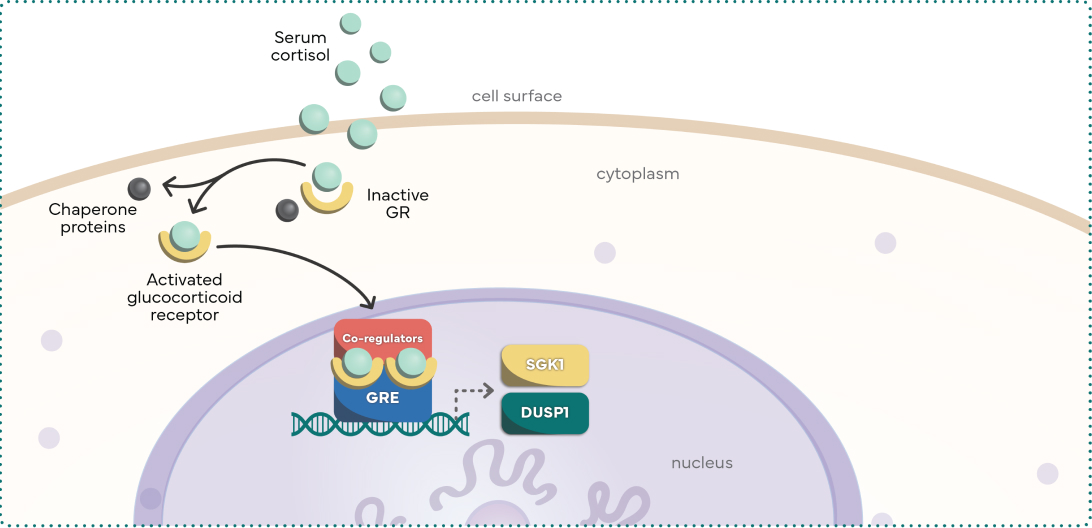 Serum
cortisol
cell surface
cytoplasm
Inactive
GR
Chaperone
proteins
Activated
glucocorticoid
receptor
Co-regulators
GRE
SGK1
DUSP1
nucleus